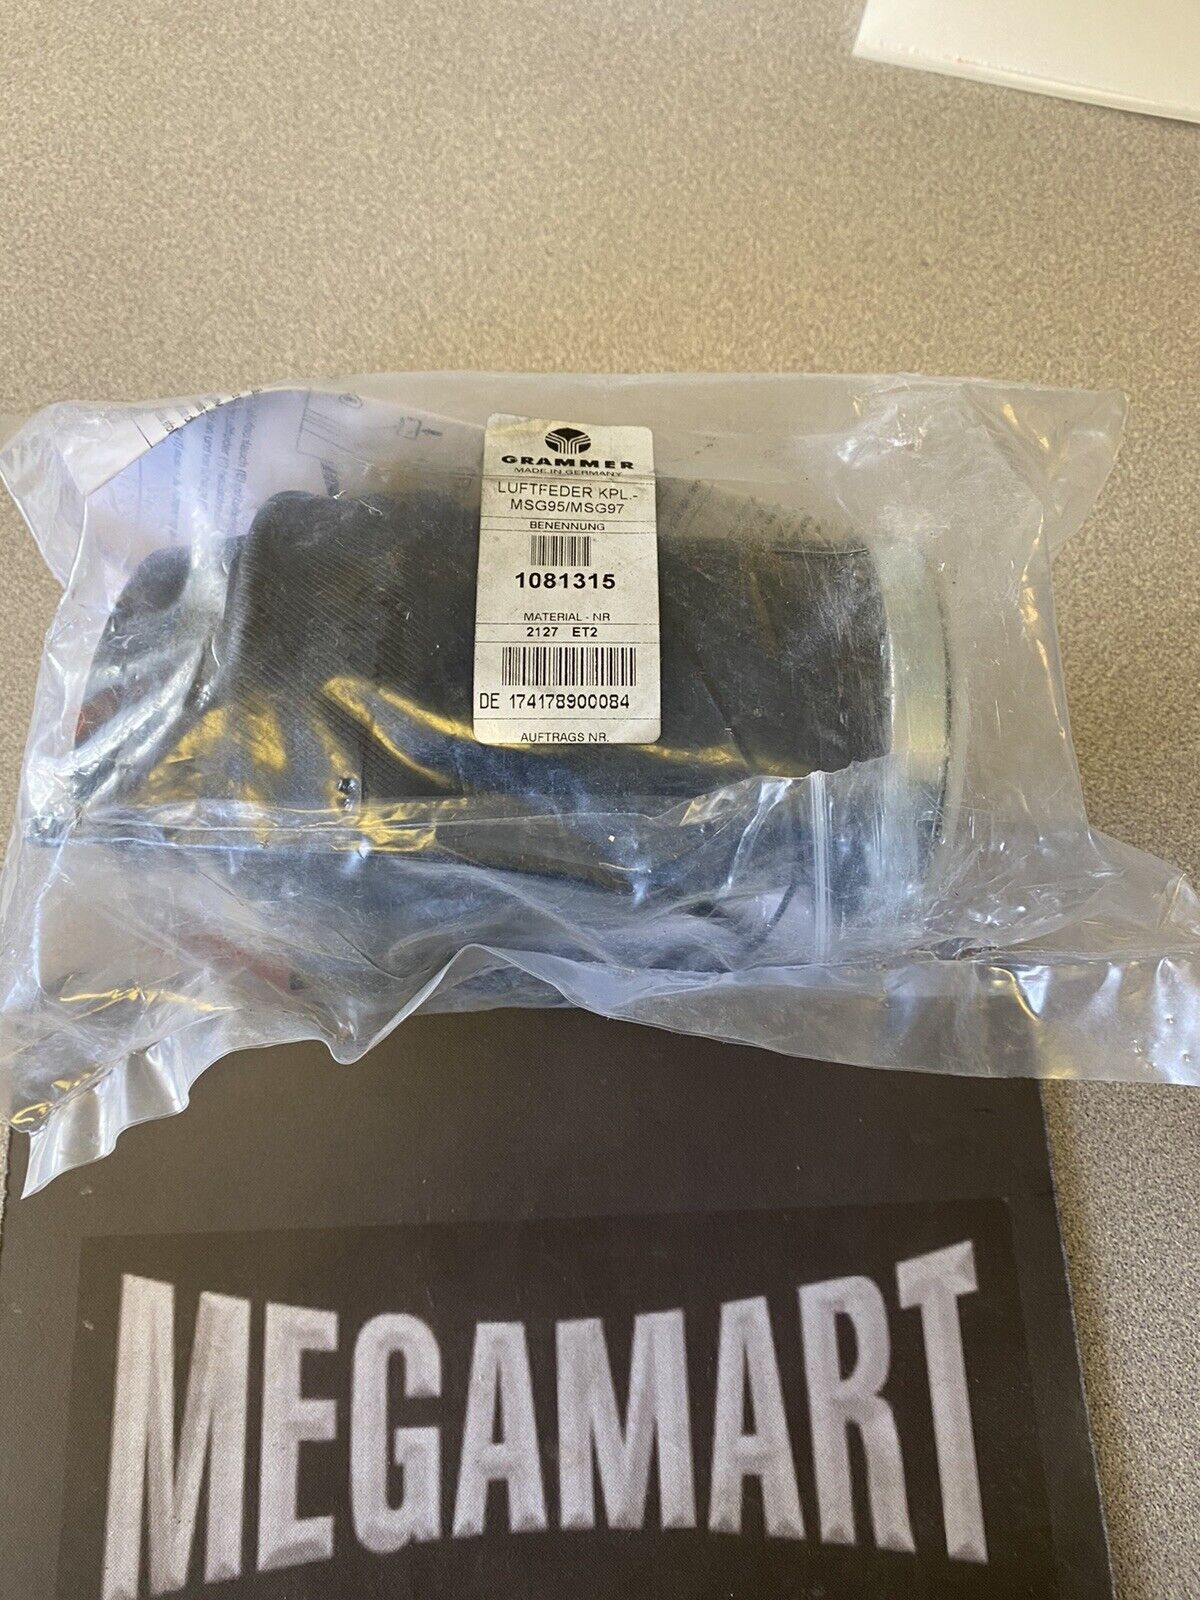 GRAMMER
MADE IN GERMANY
LUFTFEDER KPL.-
MSG95/MSG97
BENENNUNG
1081315
MATERIAL - NR
2127 ET2
DE 174178900084
AUFTRAGS NR.
MEGAMART